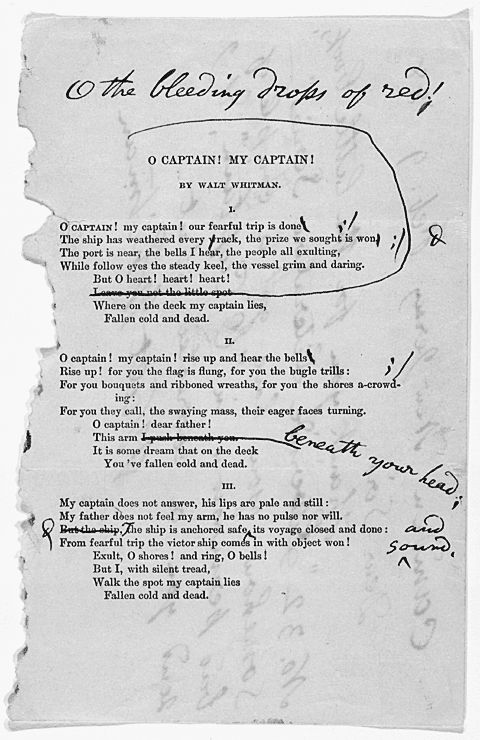 O the bleeding drops of red!
O CAPTAIN! MY CAPTAIN!
BY WALT WHITMAN.
I.
O CAPTAIN! my captain! our fearful trip is done
The ship has weathered every wrack, the prize we sought is won
The port is near, the bells I hear, the people all exulting,
While follow eyes the steady keel, the vessel grim and daring.
But O heart! heart! heart!
Leave you not the little spot
Where on the deck my captain lies,
Fallen cold and dead.
II.
O captain! my captain! rise up and hear the bells
Rise up! for you the flag is flung, for you the bugle trills:
For you bouquets and ribboned wreaths, for you the shores a-crowd-
ing:
For you they call, the swaying mass, their eager faces turning.
O captain! dear father!
This arm I push beneath you. beneath your head;
It is some dream that on the deck
You 've fallen cold and dead.
III.
My captain does not answer, his lips are pale and still:
My father does not feel my arm, he has no pulse nor will.
But the ship, The ship is anchored safe, its voyage closed and done: and sound,
From fearful trip the victor ship comes in with object won!
Exult, O shores! and ring, O bells!
But I, with silent tread,
Walk the spot my captain lies
Fallen cold and dead.